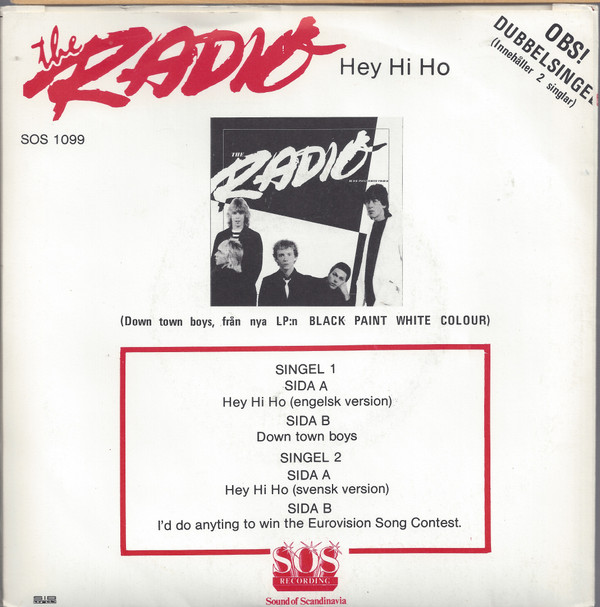 the RADIO
Hey Hi Ho
OBS!
DUBBELSINGEL
(Innehåller 2 singlar)
SOS 1099
THE
RADIO
(Down town boys, från nya LP:n BLACK PAINT WHITE COLOUR)
SINGEL 1
SIDA A
Hey Hi Ho (engelsk version)
SIDA B
Down town boys
SINGEL 2
SIDA A
Hey Hi Ho (svensk version)
SIDA B
I'd do anyting to win the Eurovision Song Contest.
SOS
RECORDING
Sound of Scandinavia